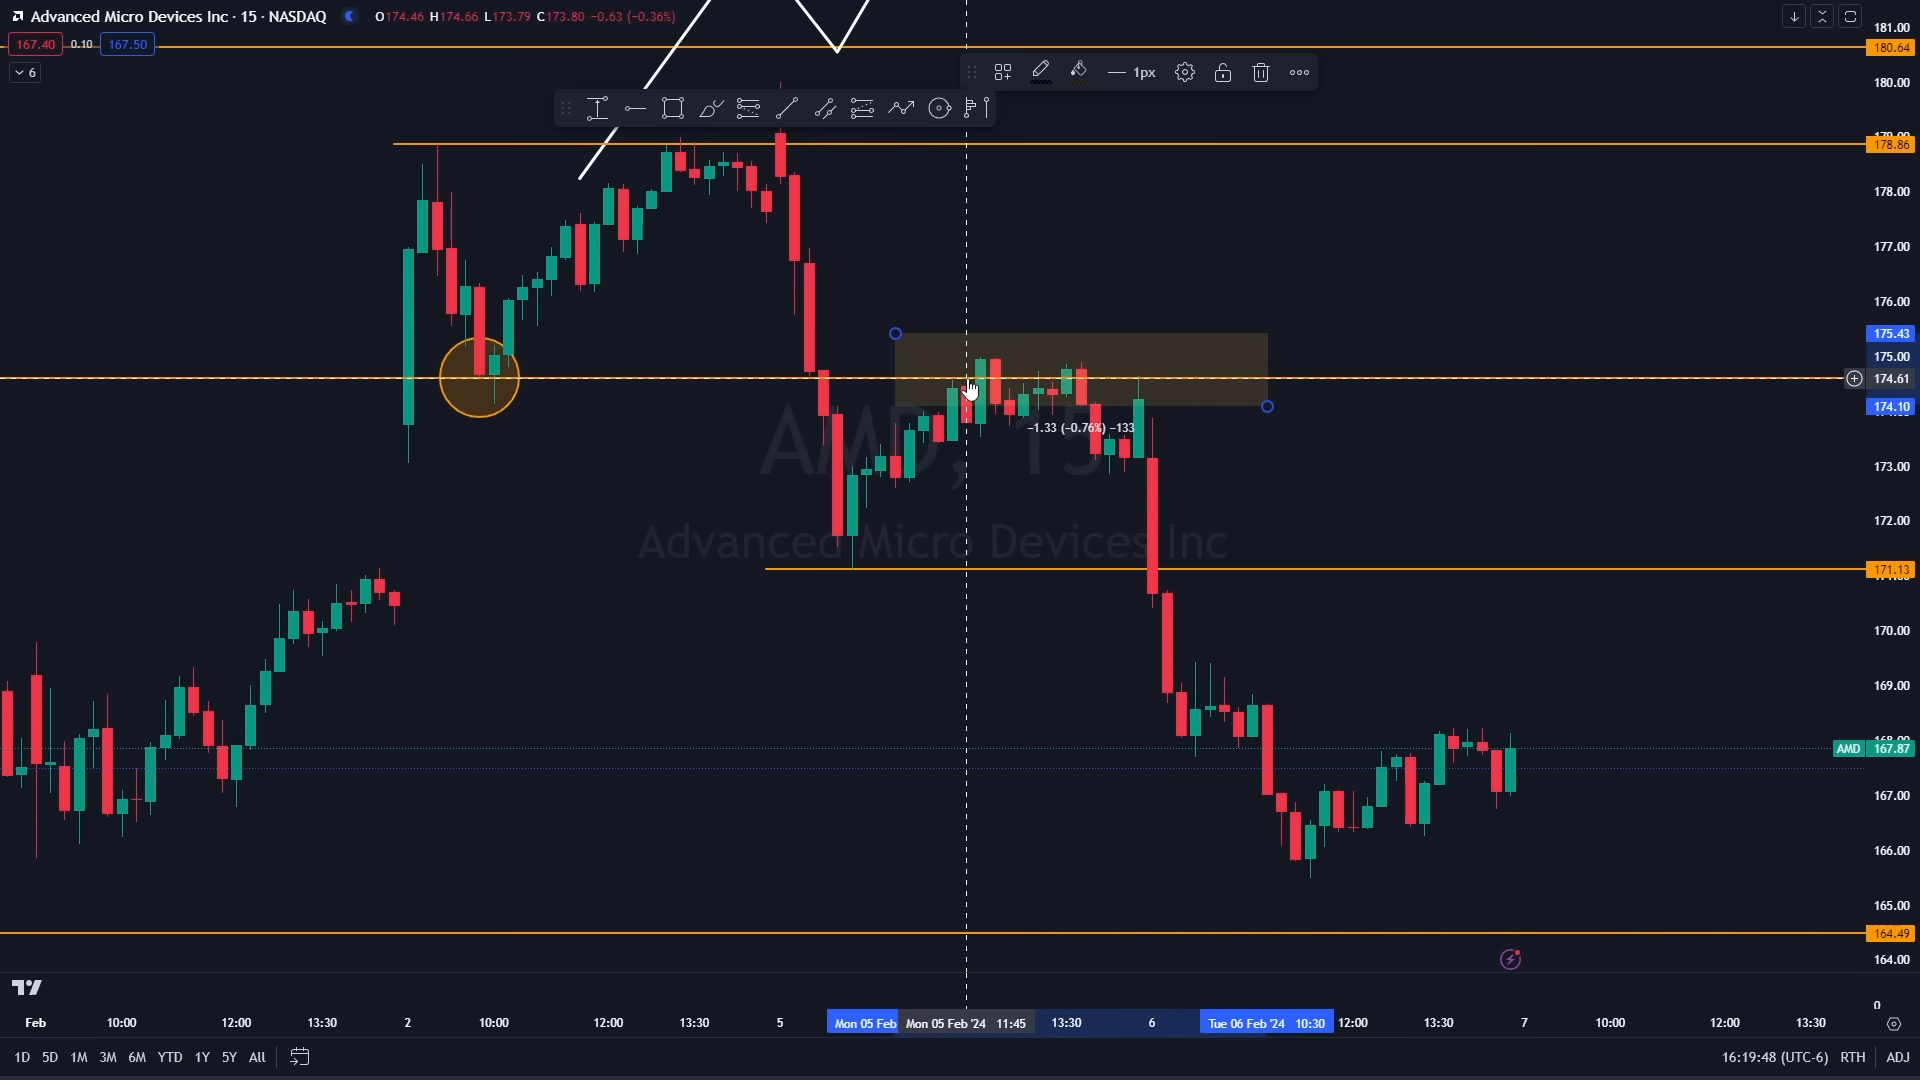 Advanced Micro Devices Inc · 15 · NASDAQ O174.46 H174.66 L173.79 C173.80 −0.63 (−0.36%)
167.40 0.10 167.50
6
1px
181.00
180.64
180.00
179.00
178.86
178.00
177.00
176.00
175.43
175.00
174.61
174.10
−1.33 (−0.76%) −133
AMD, 15
Advanced Micro Devices Inc
173.00
172.00
171.13
170.00
169.00
168.00
AMD 167.87
167.00
166.00
165.00
164.49
164.00
0
Feb 10:00 12:00 13:30 2 10:00 12:00 13:30 5 Mon 05 Feb Mon 05 Feb '24 11:45 13:30 6 Tue 06 Feb '24 10:30 12:00 13:30 7 10:00 12:00 13:30
1D 5D 1M 3M 6M YTD 1Y 5Y All 16:19:48 (UTC-6) RTH ADJ